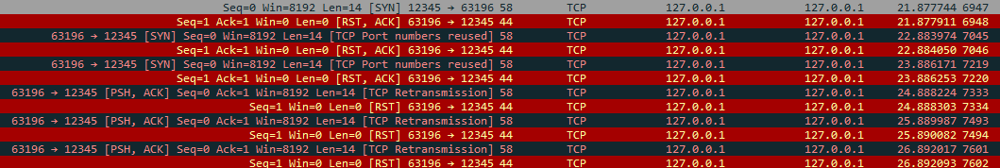 Seq=0 Win=8192 Len=14 [SYN] 12345 → 63196 58 TCP 127.0.0.1 127.0.0.1 21.877744 6947
Seq=1 Ack=1 Win=0 Len=0 [RST, ACK] 63196 → 12345 44 TCP 127.0.0.1 127.0.0.1 21.877911 6948
63196 → 12345 [SYN] Seq=0 Win=8192 Len=14 [TCP Port numbers reused] 58 TCP 127.0.0.1 127.0.0.1 22.883974 7045
Seq=1 Ack=1 Win=0 Len=0 [RST, ACK] 63196 → 12345 44 TCP 127.0.0.1 127.0.0.1 22.884050 7046
63196 → 12345 [SYN] Seq=0 Win=8192 Len=14 [TCP Port numbers reused] 58 TCP 127.0.0.1 127.0.0.1 23.886171 7219
Seq=1 Ack=1 Win=0 Len=0 [RST, ACK] 63196 → 12345 44 TCP 127.0.0.1 127.0.0.1 23.886253 7220
63196 → 12345 [PSH, ACK] Seq=0 Ack=1 Win=8192 Len=14 [TCP Retransmission] 58 TCP 127.0.0.1 127.0.0.1 24.888224 7333
Seq=1 Win=0 Len=0 [RST] 63196 → 12345 44 TCP 127.0.0.1 127.0.0.1 24.888303 7334
63196 → 12345 [PSH, ACK] Seq=0 Ack=1 Win=8192 Len=14 [TCP Retransmission] 58 TCP 127.0.0.1 127.0.0.1 25.889987 7493
Seq=1 Win=0 Len=0 [RST] 63196 → 12345 44 TCP 127.0.0.1 127.0.0.1 25.890082 7494
63196 → 12345 [PSH, ACK] Seq=0 Ack=1 Win=8192 Len=14 [TCP Retransmission] 58 TCP 127.0.0.1 127.0.0.1 26.892017 7601
Seq=1 Win=0 Len=0 [RST] 63196 → 12345 44 TCP 127.0.0.1 127.0.0.1 26.892093 7602